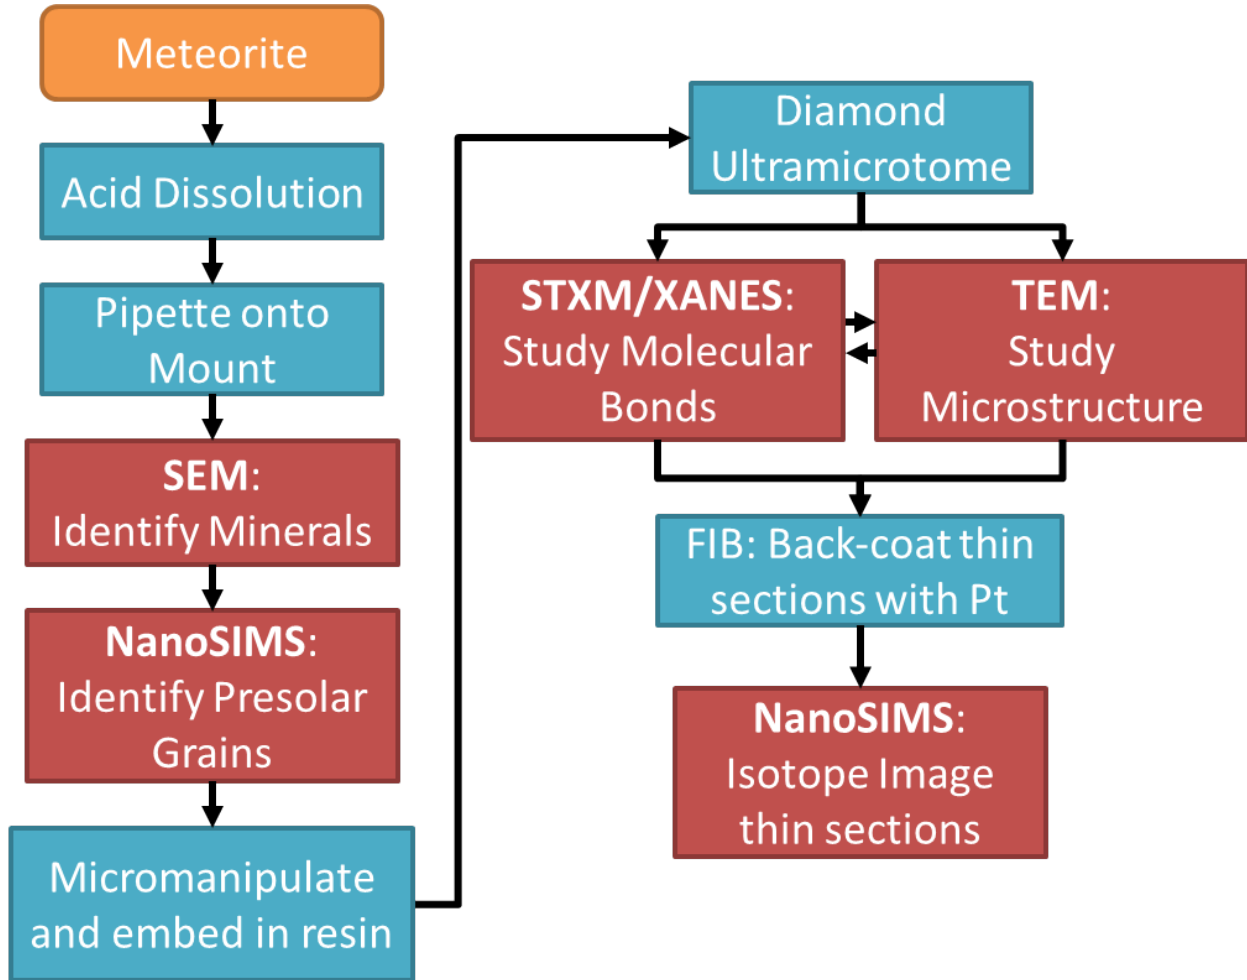 Meteorite
Acid Dissolution
Pipette onto
Mount
SEM:
Identify Minerals
NanoSIMS:
Identify Presolar
Grains
Micromanipulate
and embed in resin
Diamond
Ultramicrotome
STXM/XANES:
Study Molecular
Bonds
TEM:
Study
Microstructure
FIB: Back-coat thin
sections with Pt
NanoSIMS:
Isotope Image
thin sections